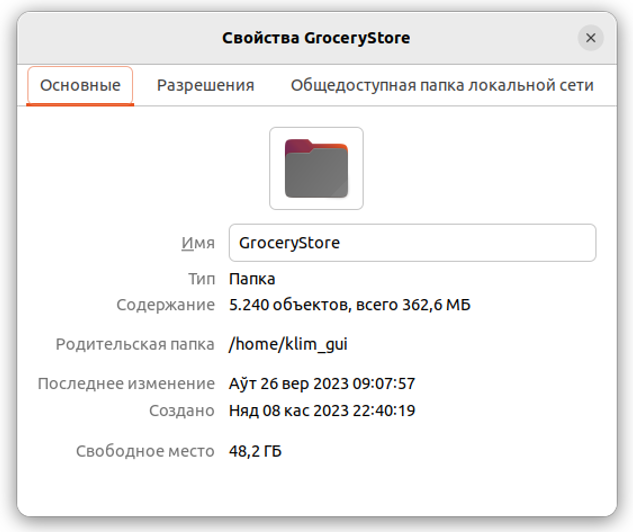 Свойства GroceryStore
Основные Разрешения Общедоступная папка локальной сети
Имя GroceryStore
Тип Папка
Содержание 5.240 объектов, всего 362,6 МБ
Родительская папка /home/klim_gui
Последнее изменение Аўт 26 вер 2023 09:07:57
Создано Няд 08 кас 2023 22:40:19
Свободное место 48,2 ГБ